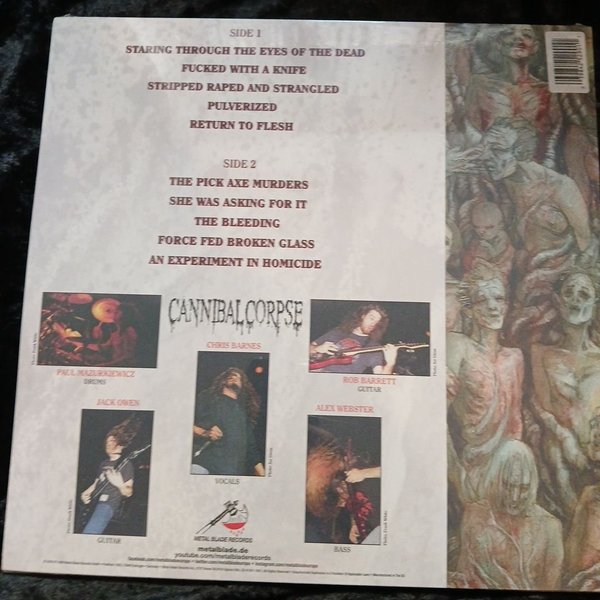 SIDE 1
STARING THROUGH THE EYES OF THE DEAD
FUCKED WITH A KNIFE
STRIPPED RAPED AND STRANGLED
PULVERIZED
RETURN TO FLESH
SIDE 2
THE PICK AXE MURDERS
SHE WAS ASKING FOR IT
THE BLEEDING
FORCE FED BROKEN GLASS
AN EXPERIMENT IN HOMICIDE
CANNIBAL CORPSE
PAUL MAZURKIEWICZ
DRUMS
CHRIS BARNES
VOCALS
ROB BARRETT
GUITAR
JACK OWEN
GUITAR
ALEX WEBSTER
BASS
METAL BLADE RECORDS
metalblade.de
youtube.com/metalbladerecords